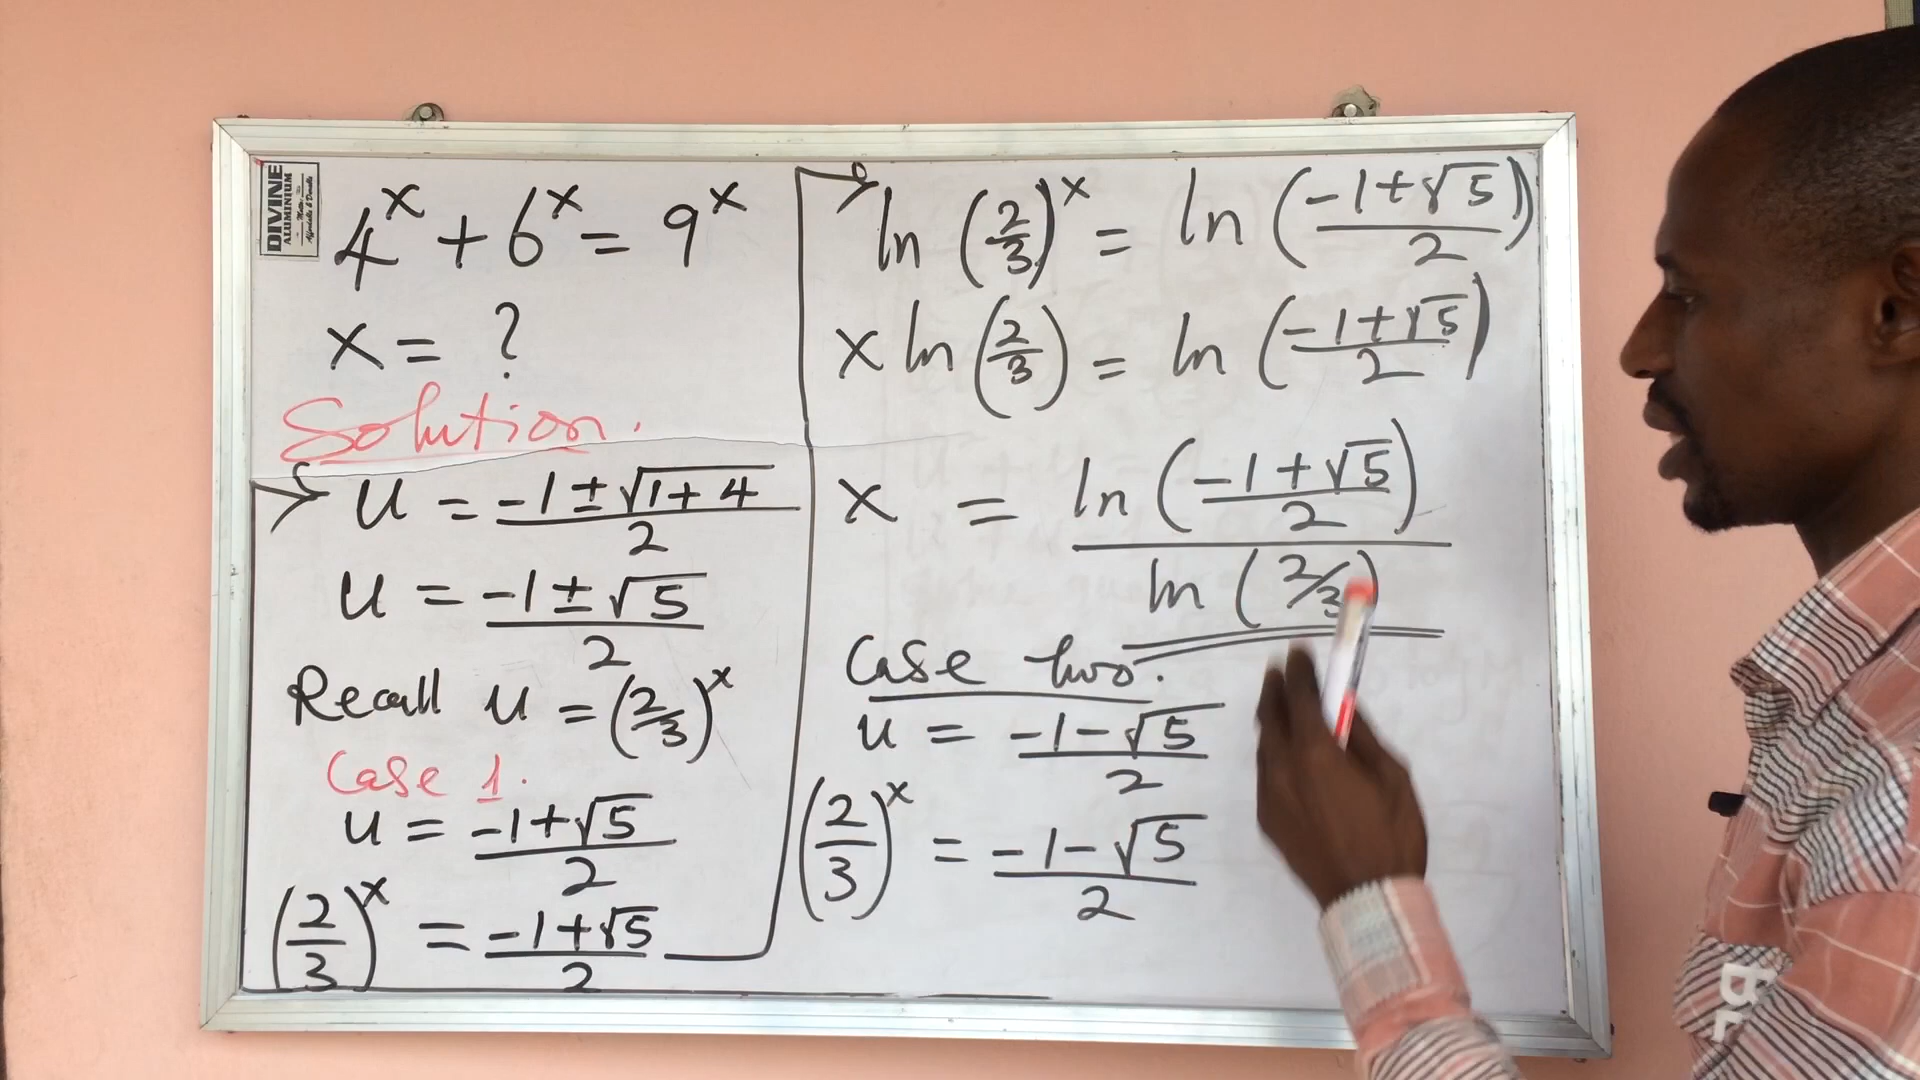 DIVINE
ALUMINIUM
4^x + 6^x = 9^x
x = ?
Solution.
u = (-1 ± √(1 + 4))/2
u = (-1 ± √5)/2
Recall u = (2/3)^x
Case 1.
u = (-1 + √5)/2
(2/3)^x = (-1 + √5)/2
ln (2/3)^x = ln ((-1 + √5)/2)
x ln (2/3) = ln ((-1 + √5)/2)
x = ln ((-1 + √5)/2) / ln (2/3)
Case two.
u = (-1 - √5)/2
(2/3)^x = (-1 - √5)/2